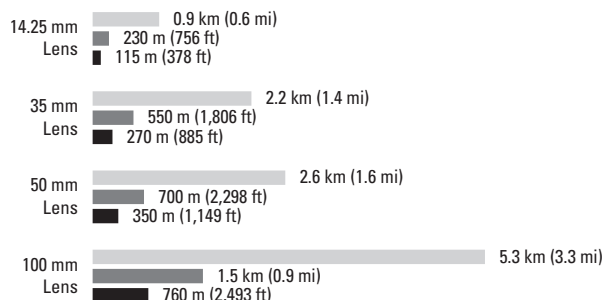 14.25 mm
Lens
0.9 km (0.6 mi)
230 m (756 ft)
115 m (378 ft)
35 mm
Lens
2.2 km (1.4 mi)
550 m (1,806 ft)
270 m (885 ft)
50 mm
Lens
2.6 km (1.6 mi)
700 m (2,298 ft)
350 m (1,149 ft)
100 mm
Lens
5.3 km (3.3 mi)
1.5 km (0.9 mi)
760 m (2,493 ft)